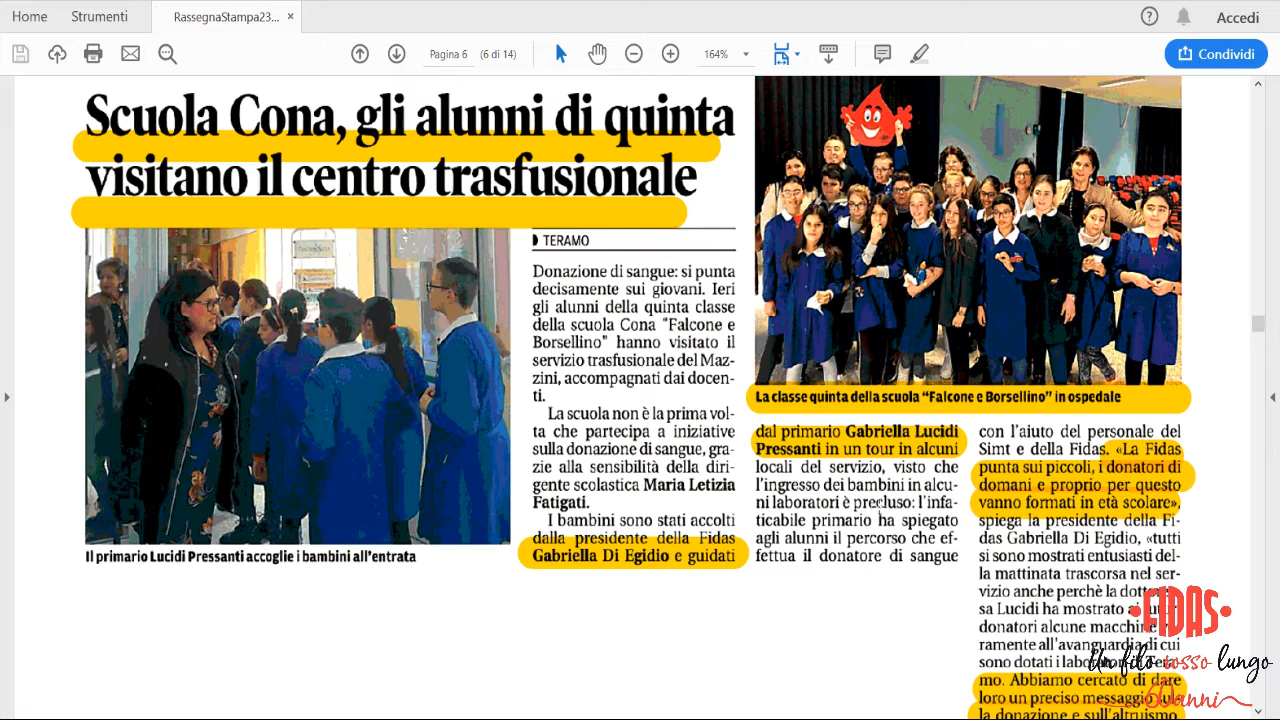 Home
Strumenti
RassegnaStampa23... ×
Accedi
Pagina 6
(6 di 14)
164%
Condividi
Scuola Cona, gli alunni di quinta
visitano il centro trasfusionale
Il primario Lucidi Pressanti accoglie i bambini all'entrata
TERAMO
Donazione di sangue: si punta
decisamente sui giovani. Ieri
gli alunni della quinta classe
della scuola Cona "Falcone e
Borsellino" hanno visitato il
servizio trasfusionale del Maz-
zini, accompagnati dai docen-
ti.
La scuola non è la prima vol-
ta che partecipa a iniziative
sulla donazione di sangue, gra-
zie alla sensibilità della diri-
gente scolastica Maria Letizia
Fatigati.
I bambini sono stati accolti
dalla presidente della Fidas
Gabriella Di Egidio e guidati
La classe quinta della scuola "Falcone e Borsellino" in ospedale
dal primario Gabriella Lucidi
Pressanti in un tour in alcuni
locali del servizio, visto che
l'ingresso dei bambini in alcu-
ni laboratori è precluso: l'infa-
ticabile primario ha spiegato
agli alunni il percorso che ef-
fettua il donatore di sangue
con l'aiuto del personale del
Simt e della Fidas. «La Fidas
punta sui piccoli, i donatori di
domani e proprio per questo
vanno formati in età scolare»,
spiega la presidente della Fi-
das Gabriella Di Egidio, «tutti
si sono mostrati entusiasti del-
la mattinata trascorsa nel ser-
vizio anche perchè la dottores-
sa Lucidi ha mostrato ai
donatori alcune macchine
ramente all'avanguardia di cui
sono dotati i
mo. Abbiamo cercato di dare
loro un preciso messaggio sul-
la donazione e sull'altruismo
FIDAS
Un filo rosso lungo
60anni